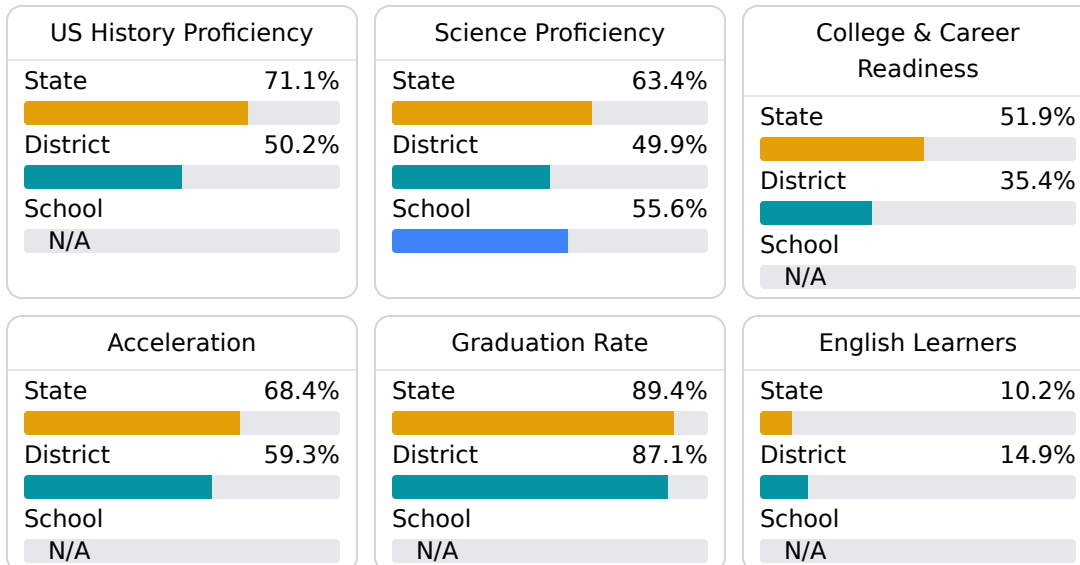 US History Proficiency
State 71.1%
District 50.2%
School
N/A
Science Proficiency
State 63.4%
District 49.9%
School 55.6%
College & Career
Readiness
State 51.9%
District 35.4%
School
N/A
Acceleration
State 68.4%
District 59.3%
School
N/A
Graduation Rate
State 89.4%
District 87.1%
School
N/A
English Learners
State 10.2%
District 14.9%
School
N/A